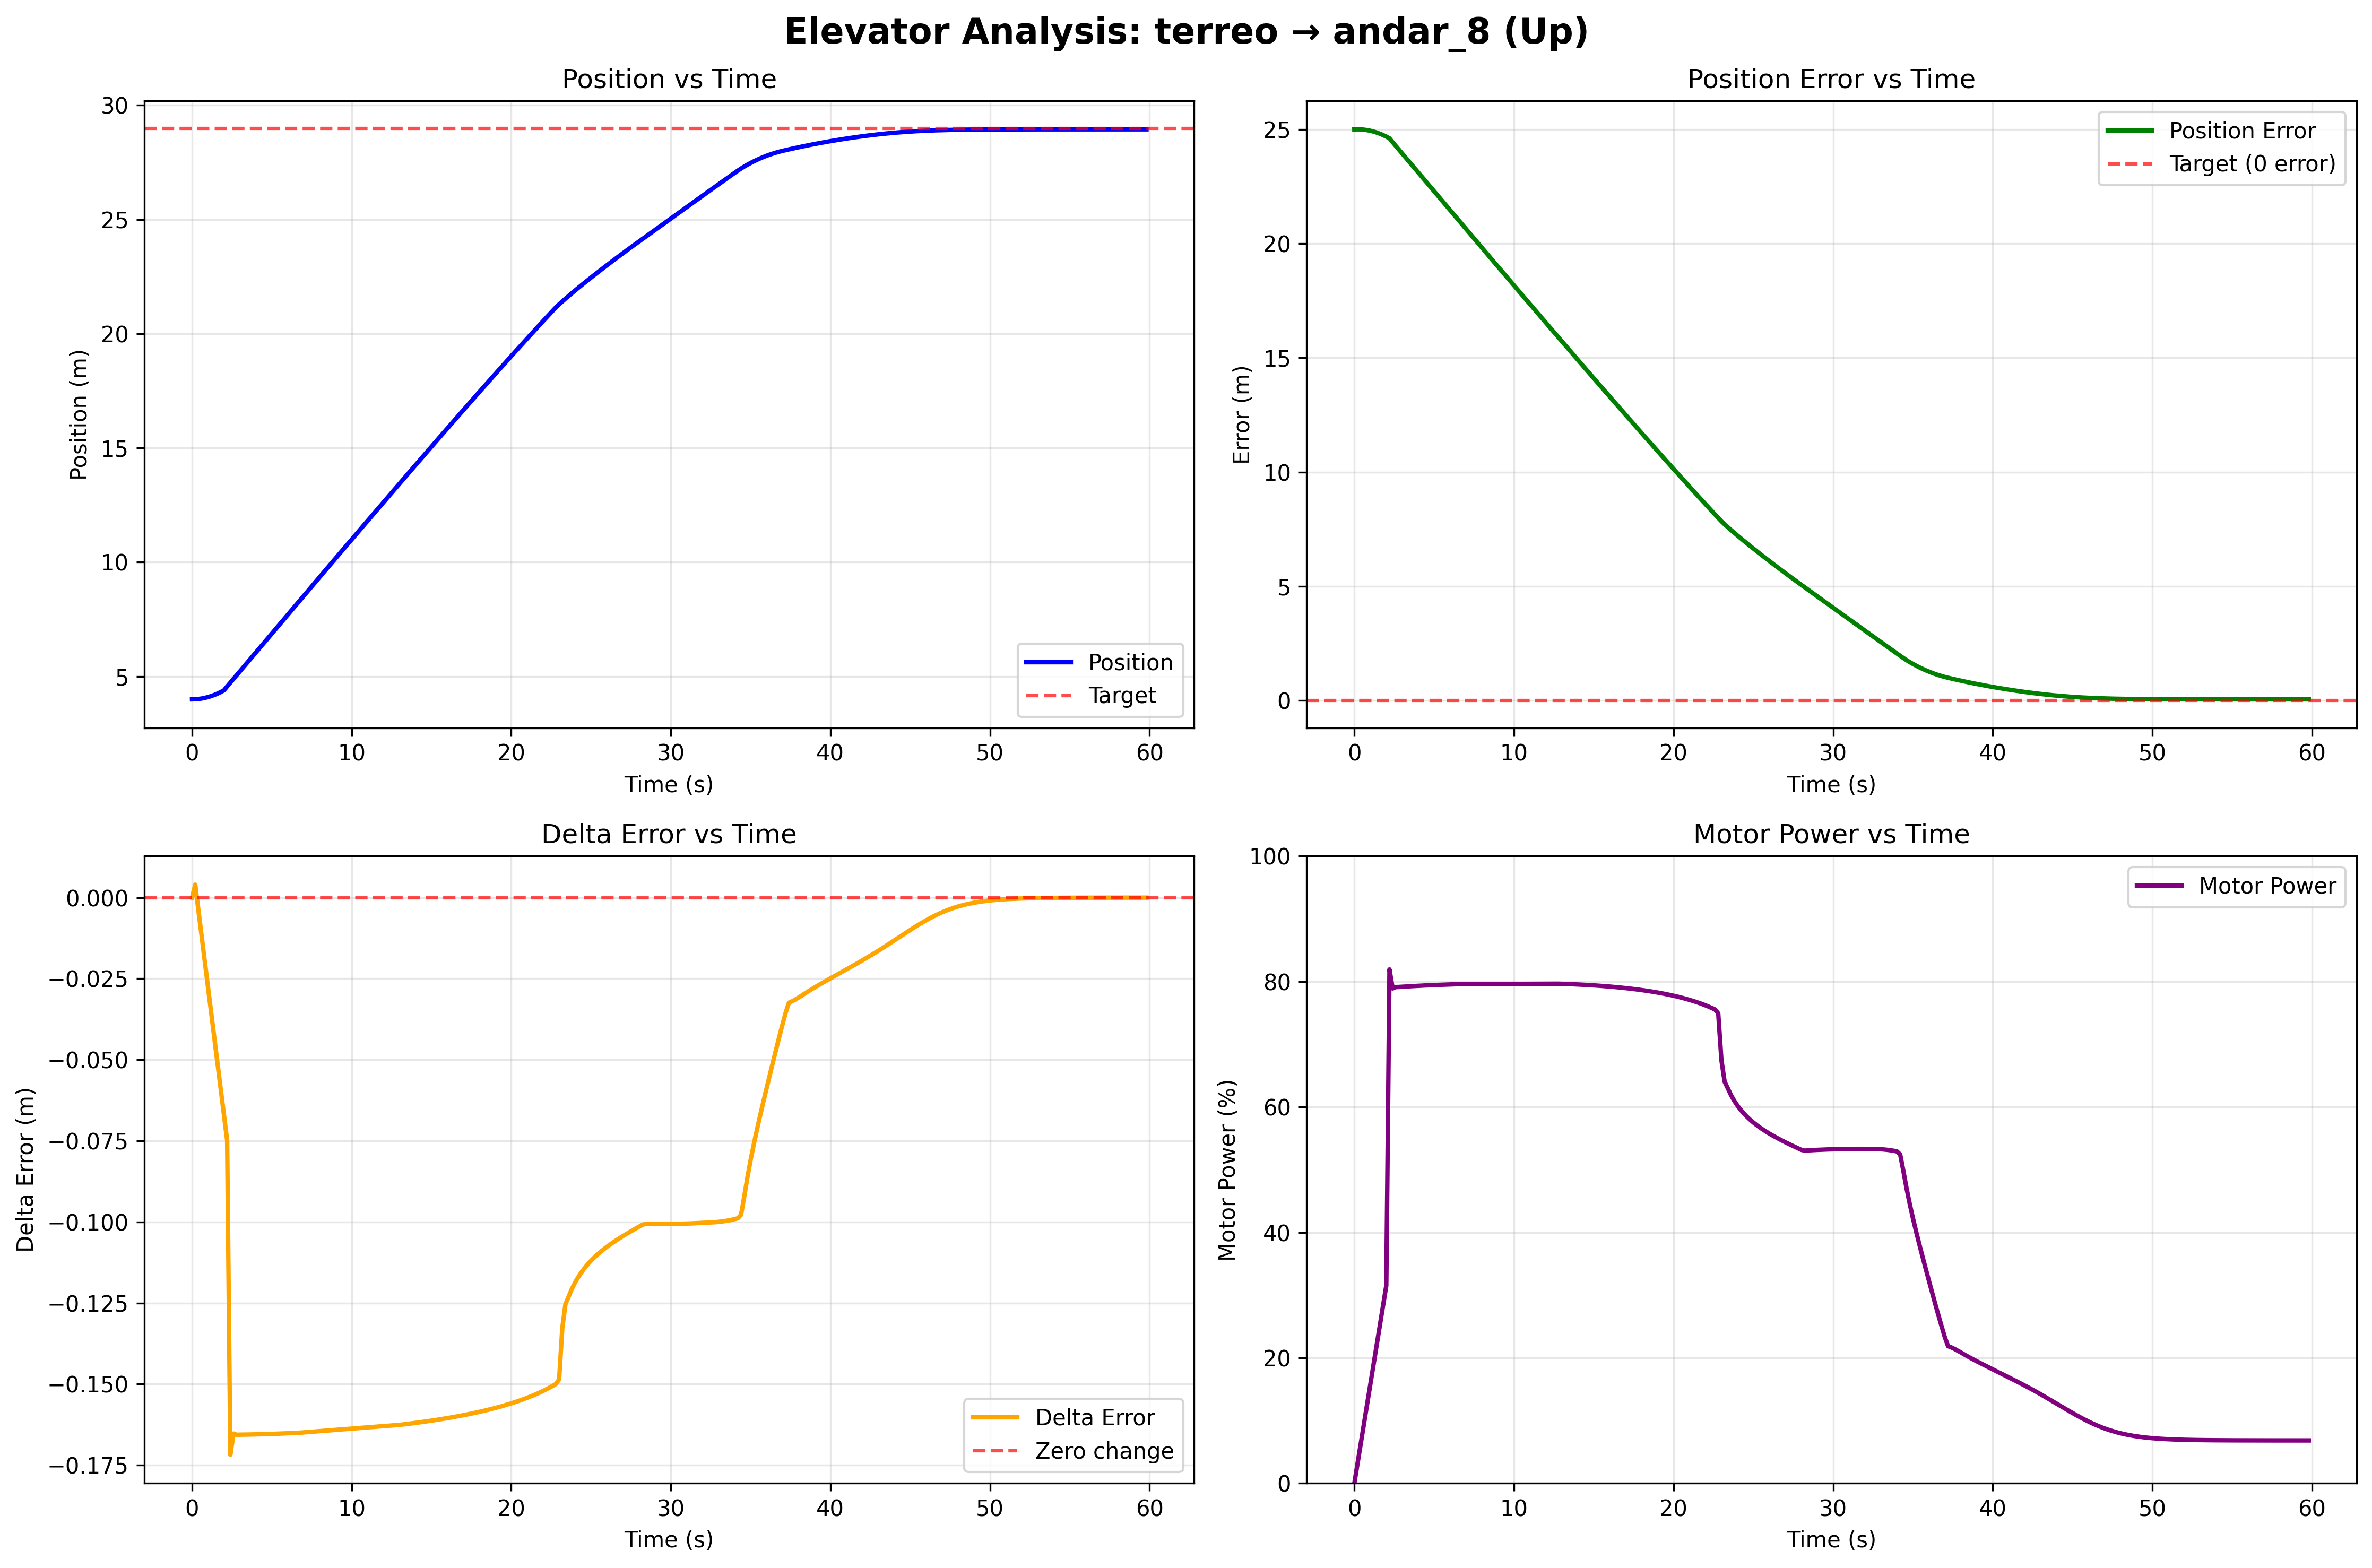 Elevator Analysis: terreo → andar_8 (Up)
Position vs Time
30
25
20
15
10
5
Position (m)
Position
Target
0 10 20 30 40 50 60
Time (s)
Position Error vs Time
25
20
15
10
5
0
Error (m)
Position Error
Target (0 error)
0 10 20 30 40 50 60
Time (s)
Delta Error vs Time
0.000
−0.025
−0.050
−0.075
−0.100
−0.125
−0.150
−0.175
Delta Error (m)
Delta Error
Zero change
0 10 20 30 40 50 60
Time (s)
Motor Power vs Time
100
80
60
40
20
0
Motor Power (%)
Motor Power
0 10 20 30 40 50 60
Time (s)